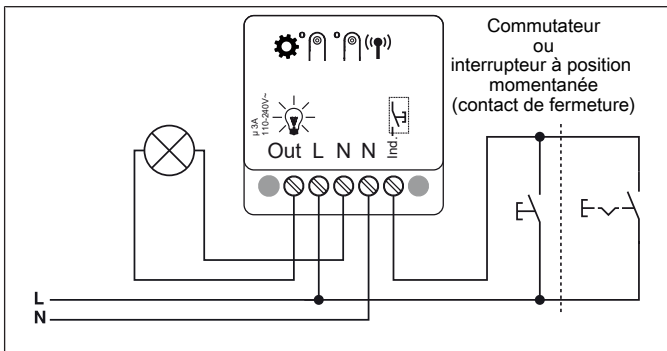 Commutateur
ou
interrupteur à position
momentanée
(contact de fermeture)
µ 3A
110-240V~
Out L N N Ind.
L
N